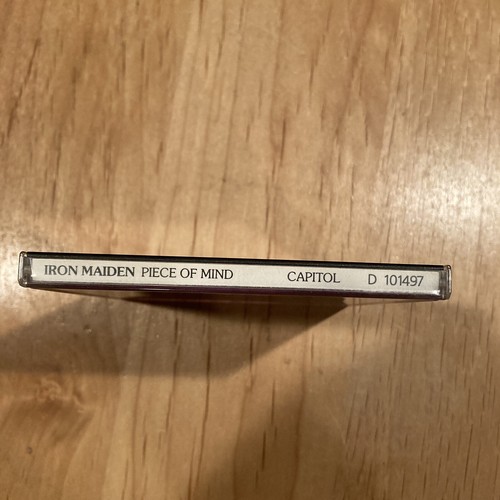 IRON MAIDEN PIECE OF MIND CAPITOL D 101497